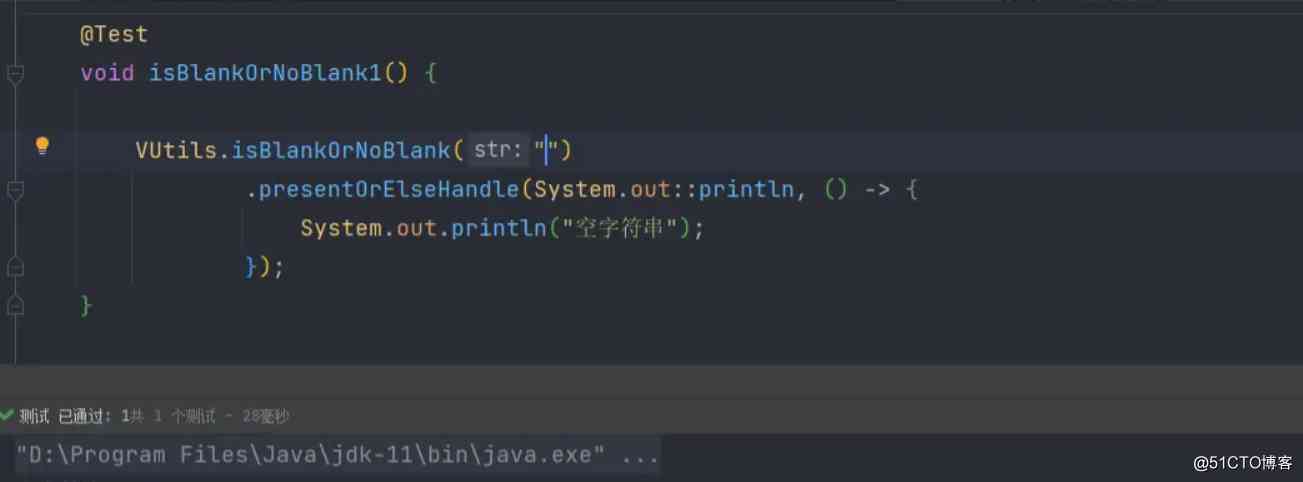 @Test
void isBlankOrNoBlank1() {
VUtils.isBlankOrNoBlank( str: "")
.presentOrElseHandle(System.out::println, () -> {
System.out.println("空字符串");
});
}
测试 已通过: 1共 1 个测试 - 28毫秒
"D:\Program Files\Java\jdk-11\bin\java.exe" ...
@51CTO博客